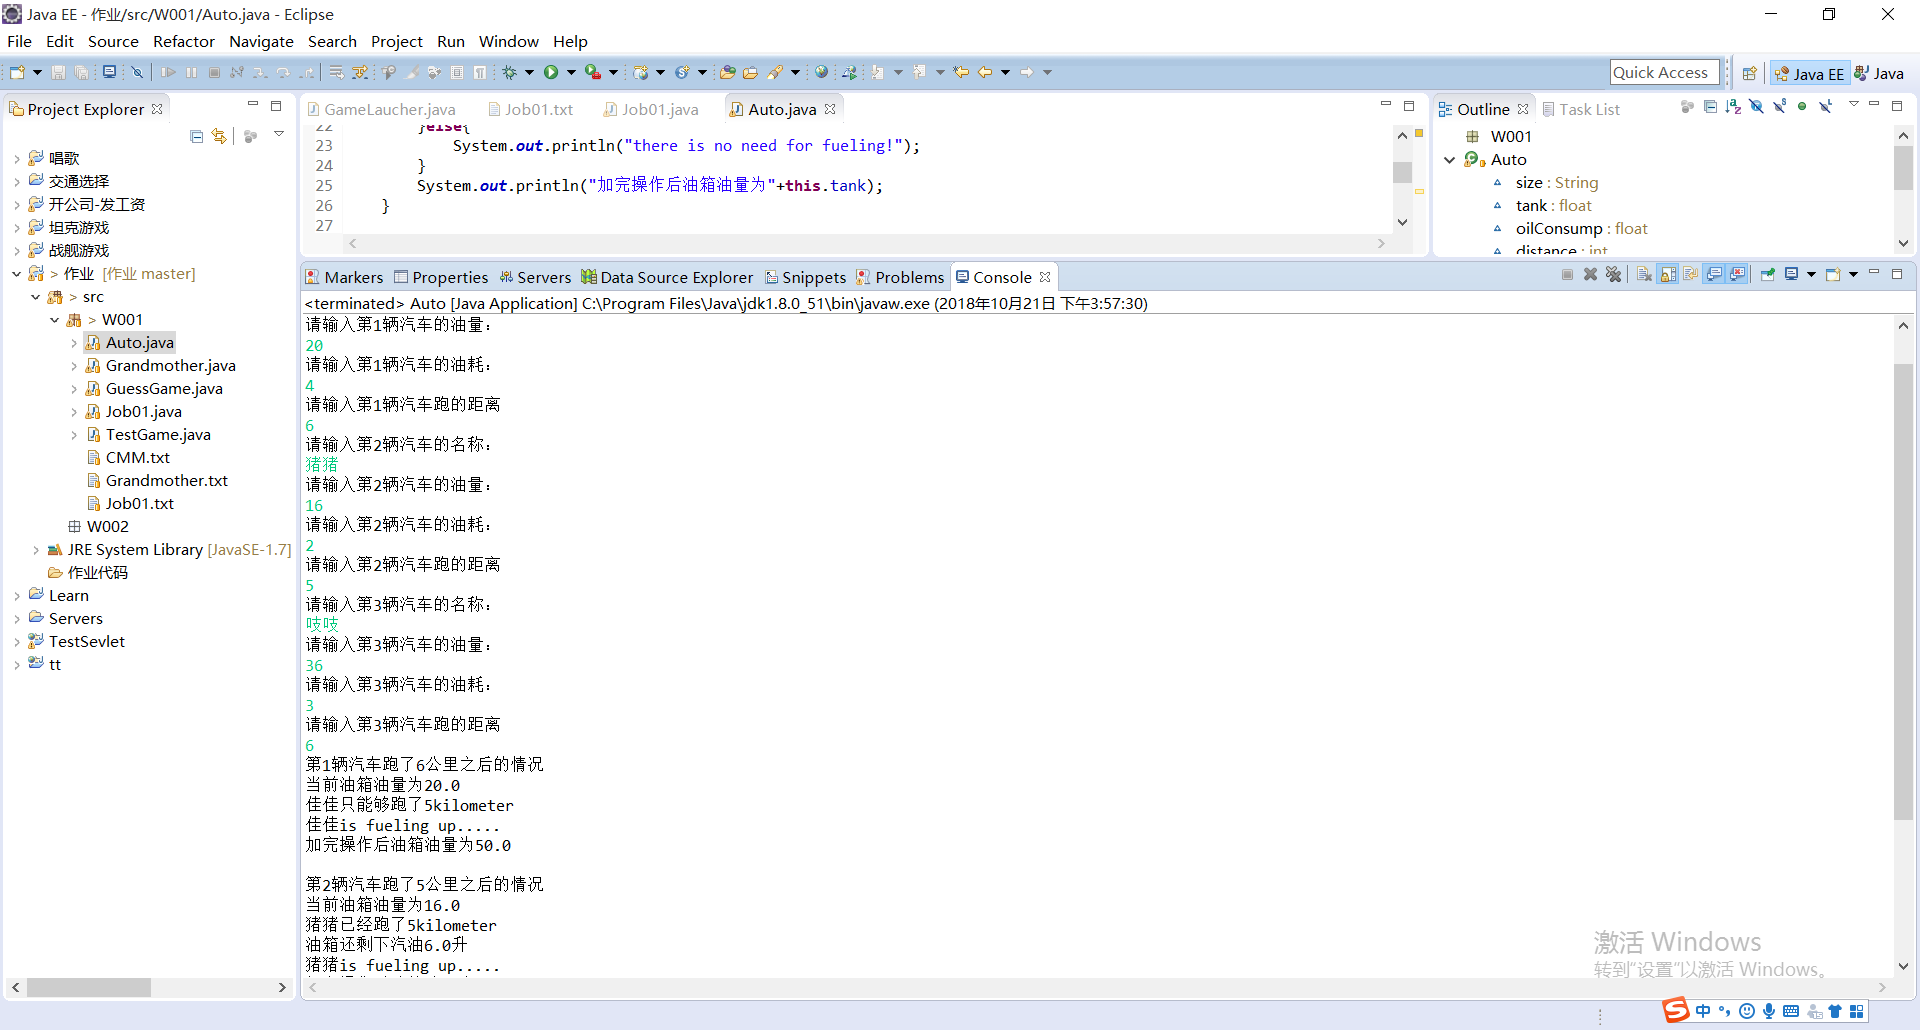 Java EE - 作业/src/W001/Auto.java - Eclipse
File Edit Source Refactor Navigate Search Project Run Window Help
Quick Access
Java EE
Java
Project Explorer
唱歌
交通选择
开公司-发工资
坦克游戏
战舰游戏
> 作业 [作业 master]
> src
> W001
Auto.java
Grandmother.java
GuessGame.java
Job01.java
TestGame.java
CMM.txt
Grandmother.txt
Job01.txt
W002
JRE System Library [JavaSE-1.7]
作业代码
Learn
Servers
TestSevlet
tt
GameLaucher.java Job01.txt Job01.java Auto.java
22 }else{
23 System.out.println("there is no need for fueling!");
24 }
25 System.out.println("加完操作后油箱油量为"+this.tank);
26 }
27
Outline Task List
W001
Auto
size : String
tank : float
oilConsump : float
distance : int
Markers Properties Servers Data Source Explorer Snippets Problems Console
<terminated> Auto [Java Application] C:\Program Files\Java\jdk1.8.0_51\bin\javaw.exe (2018年10月21日 下午3:57:30)
请输入第1辆汽车的油量：
20
请输入第1辆汽车的油耗：
4
请输入第1辆汽车跑的距离
6
请输入第2辆汽车的名称：
猪猪
请输入第2辆汽车的油量：
16
请输入第2辆汽车的油耗：
2
请输入第2辆汽车跑的距离
5
请输入第3辆汽车的名称：
吱吱
请输入第3辆汽车的油量：
36
请输入第3辆汽车的油耗：
3
请输入第3辆汽车跑的距离
6
第1辆汽车跑了6公里之后的情况
当前油箱油量为20.0
佳佳只能够跑了5kilometer
佳佳is fueling up.....
加完操作后油箱油量为50.0
第2辆汽车跑了5公里之后的情况
当前油箱油量为16.0
猪猪已经跑了5kilometer
油箱还剩下汽油6.0升
猪猪is fueling up.....
激活 Windows
转到"设置"以激活 Windows。
中